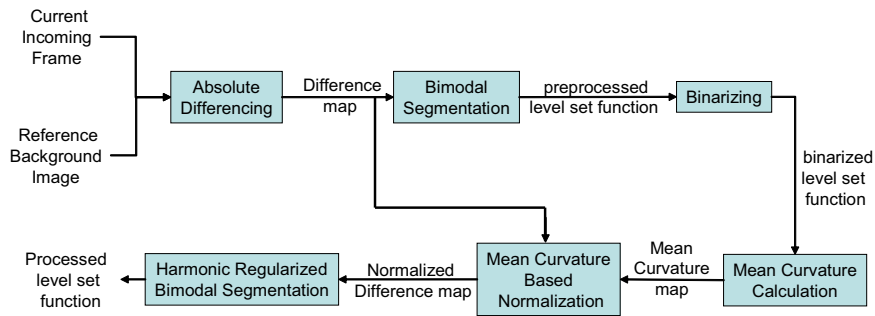 Current
Incoming
Frame
Reference
Background
Image
Absolute
Differencing
Difference
map
Bimodal
Segmentation
preprocessed
level set function
Binarizing
binarized
level set
function
Mean Curvature
Calculation
Mean
Curvature
map
Mean Curvature
Based
Normalization
Normalized
Difference map
Harmonic Regularized
Bimodal Segmentation
Processed
level set
function